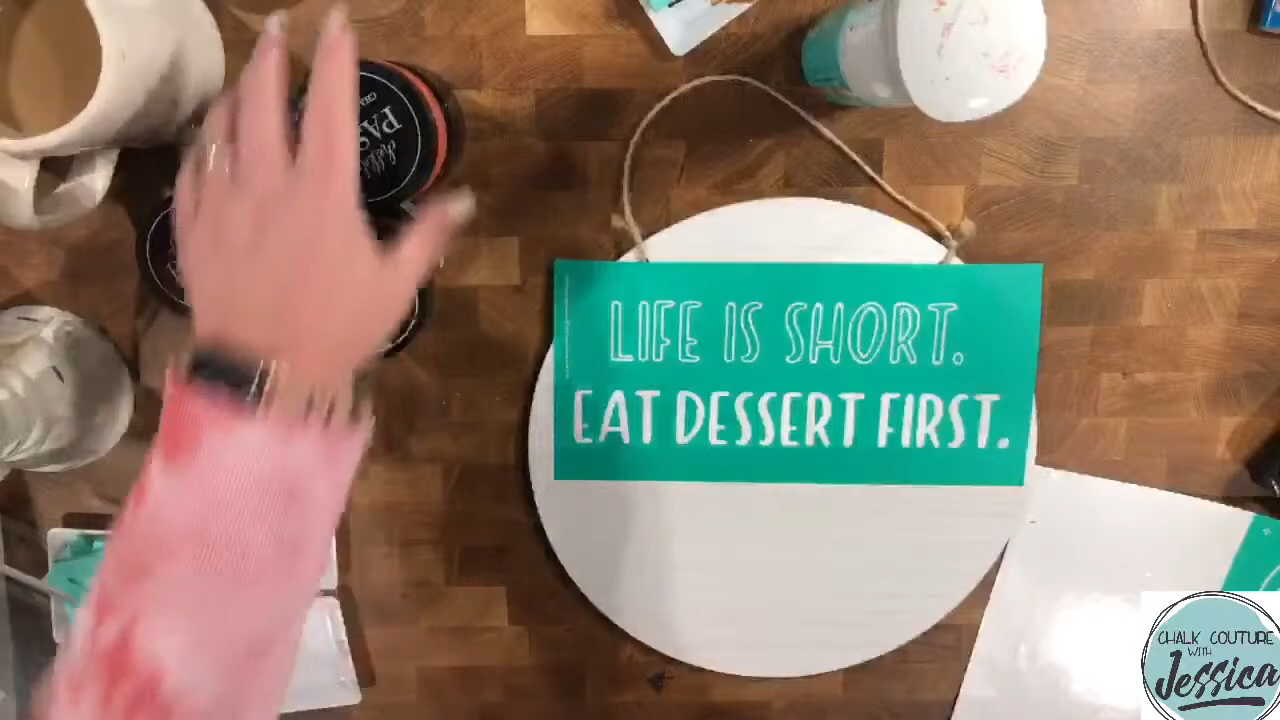 LIFE IS SHORT.
EAT DESSERT FIRST.
CHALK COUTURE
WITH
Jessica